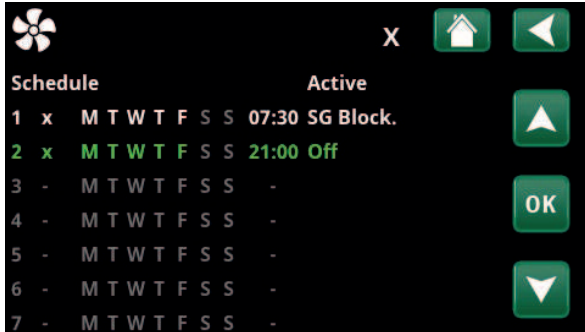 X
Schedule Active
1 x M T W T F S S 07:30 SG Block.
2 x M T W T F S S 21:00 Off
3 - M T W T F S S -
4 - M T W T F S S -
OK
5 - M T W T F S S -
6 - M T W T F S S -
7 - M T W T F S S -